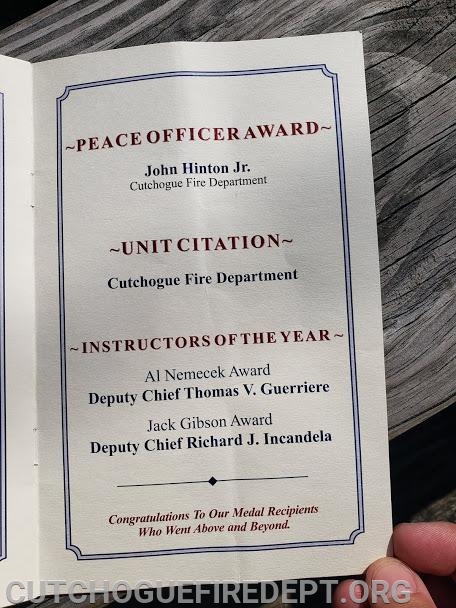 ~PEACE OFFICER AWARD~
John Hinton Jr.
Cutchogue Fire Department
~UNIT CITATION~
Cutchogue Fire Department
~INSTRUCTORS OF THE YEAR~
Al Nemecek Award
Deputy Chief Thomas V. Guerriere
Jack Gibson Award
Deputy Chief Richard J. Incandela
Congratulations To Our Medal Recipients
Who Went Above and Beyond.
CUTCHOGUEFIREDEPT.ORG